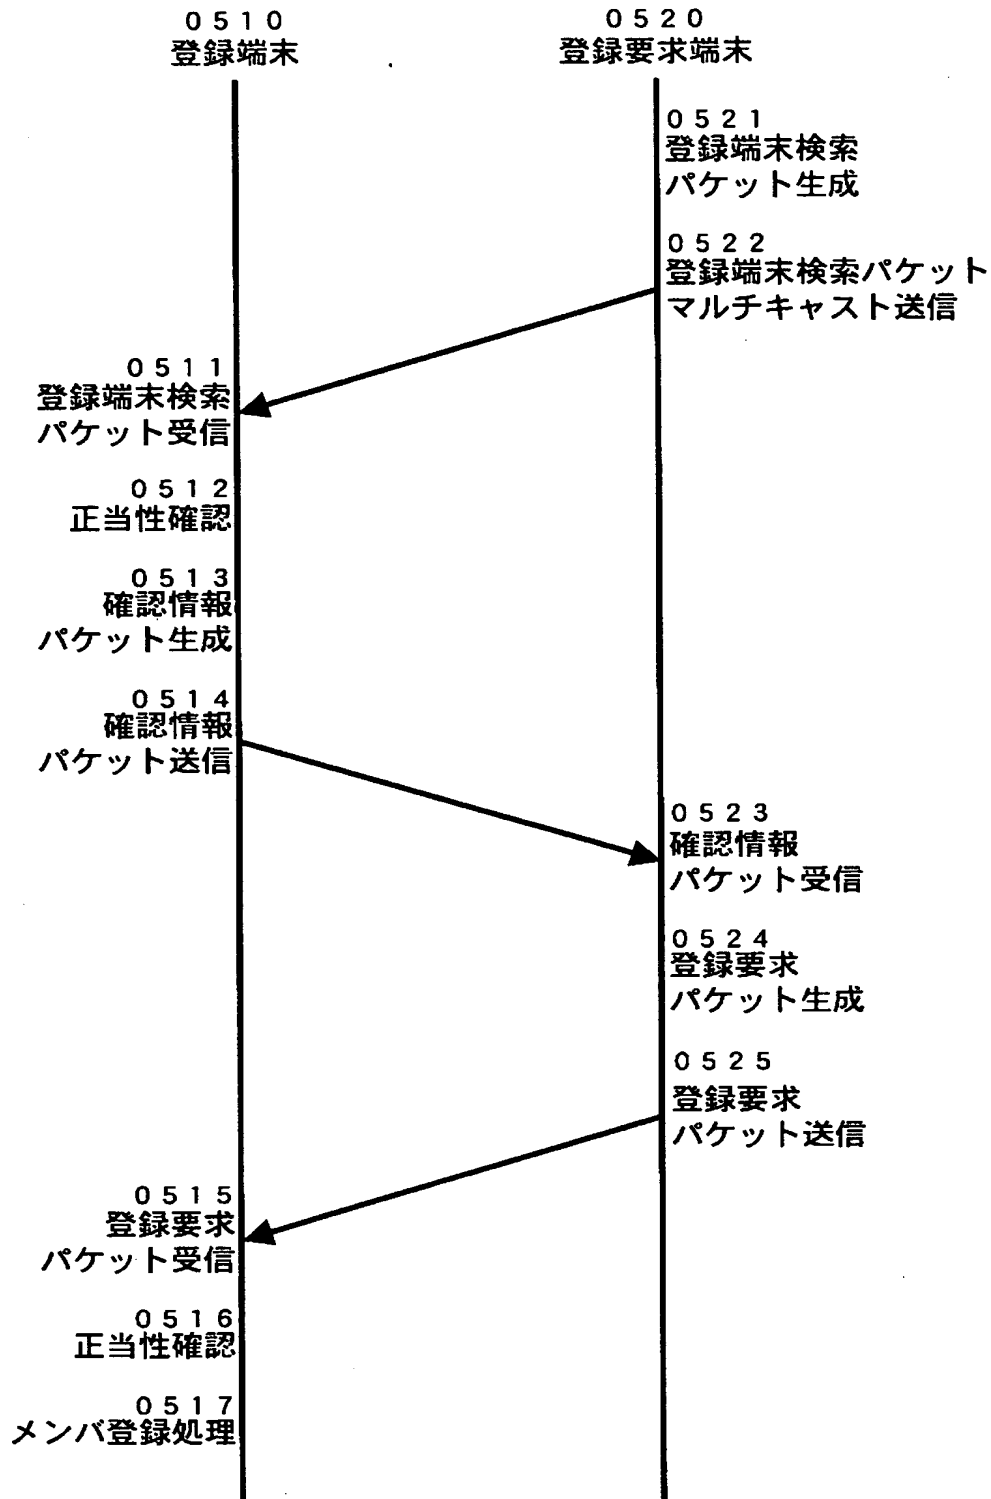 ０５１０
登録端末
０５２０
登録要求端末
０５２１
登録端末検索
パケット生成
０５２２
登録端末検索パケット
マルチキャスト送信
０５１１
登録端末検索
パケット受信
０５１２
正当性確認
０５１３
確認情報
パケット生成
０５１４
確認情報
パケット送信
０５２３
確認情報
パケット受信
０５２４
登録要求
パケット生成
０５２５
登録要求
パケット送信
０５１５
登録要求
パケット受信
０５１６
正当性確認
０５１７
メンバ登録処理